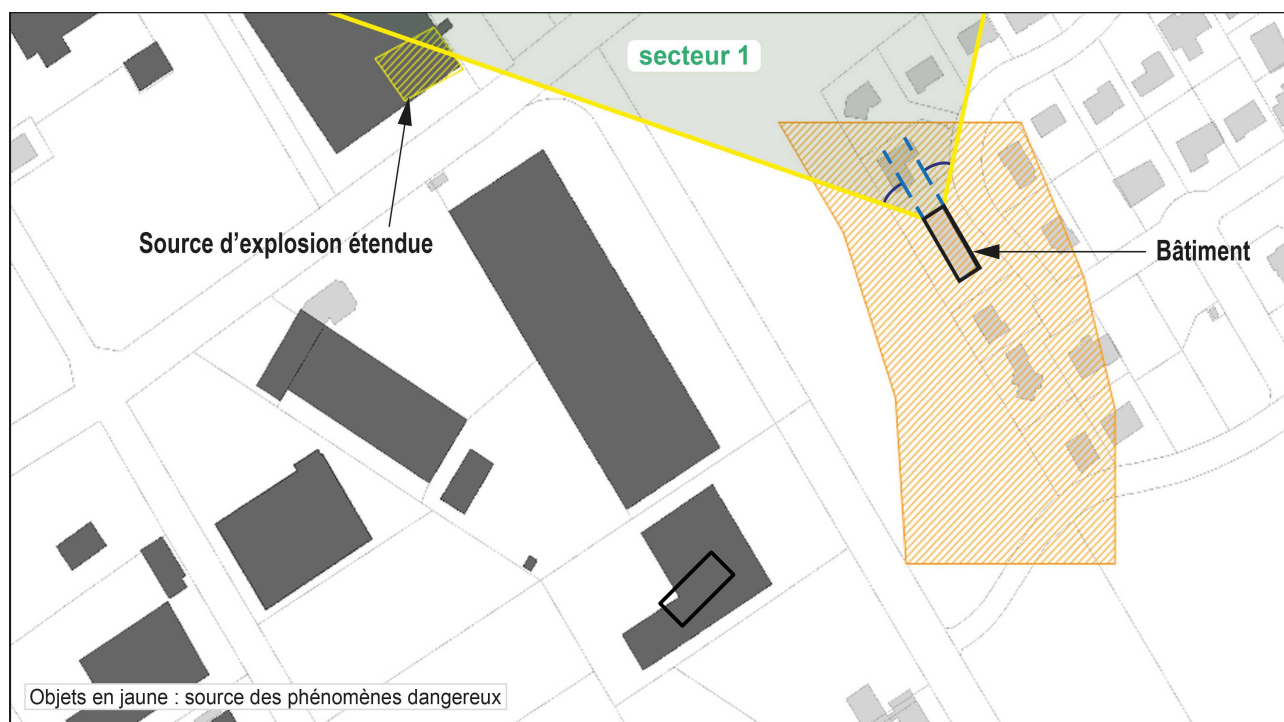 secteur 1
Source d'explosion étendue
Bâtiment
Objets en jaune : source des phénomènes dangereux